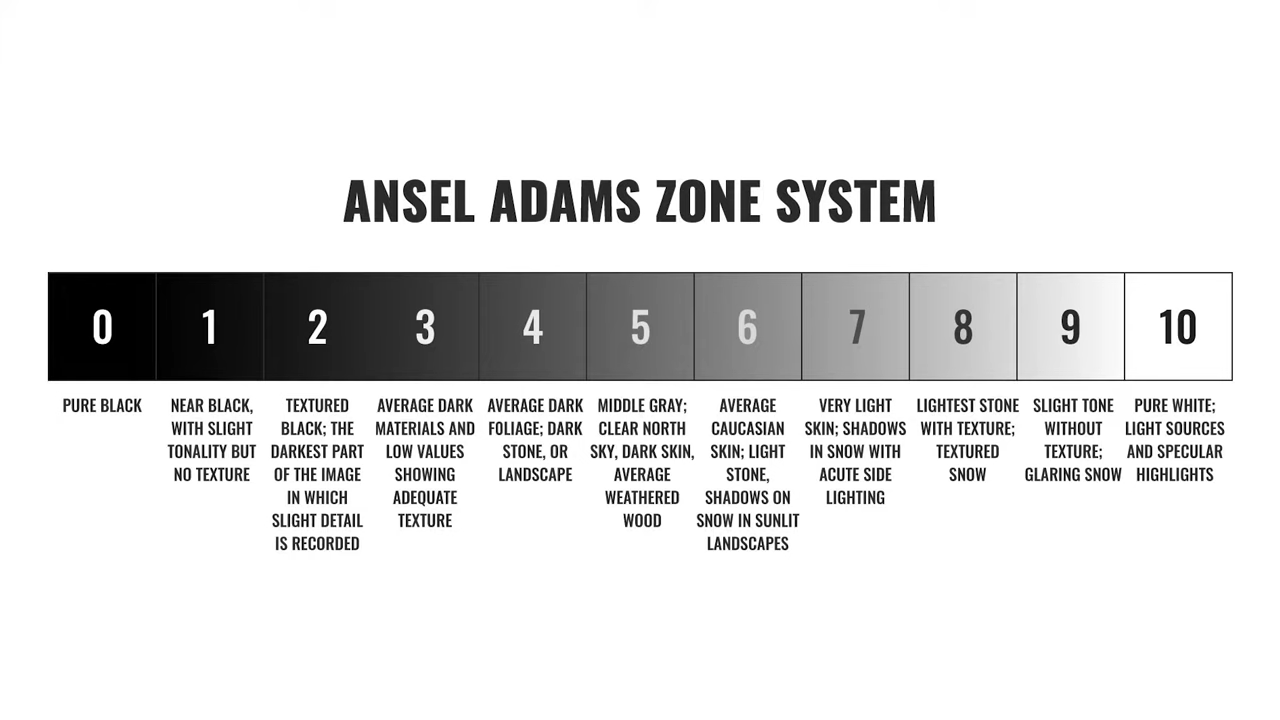 ANSEL ADAMS ZONE SYSTEM
0
1
2
3
4
5
6
7
8
9
10
PURE BLACK
NEAR BLACK,
WITH SLIGHT
TONALITY BUT
NO TEXTURE
TEXTURED
BLACK; THE
DARKEST PART
OF THE IMAGE
IN WHICH
SLIGHT DETAIL
IS RECORDED
AVERAGE DARK
MATERIALS AND
LOW VALUES
SHOWING
ADEQUATE
TEXTURE
AVERAGE DARK
FOLIAGE; DARK
STONE, OR
LANDSCAPE
MIDDLE GRAY;
CLEAR NORTH
SKY, DARK SKIN,
AVERAGE
WEATHERED
WOOD
AVERAGE
CAUCASIAN
SKIN; LIGHT
STONE,
SHADOWS ON
SNOW IN SUNLIT
LANDSCAPES
VERY LIGHT
SKIN; SHADOWS
IN SNOW WITH
ACUTE SIDE
LIGHTING
LIGHTEST STONE
WITH TEXTURE;
TEXTURED
SNOW
SLIGHT TONE
WITHOUT
TEXTURE;
GLARING SNOW
PURE WHITE;
LIGHT SOURCES
AND SPECULAR
HIGHLIGHTS